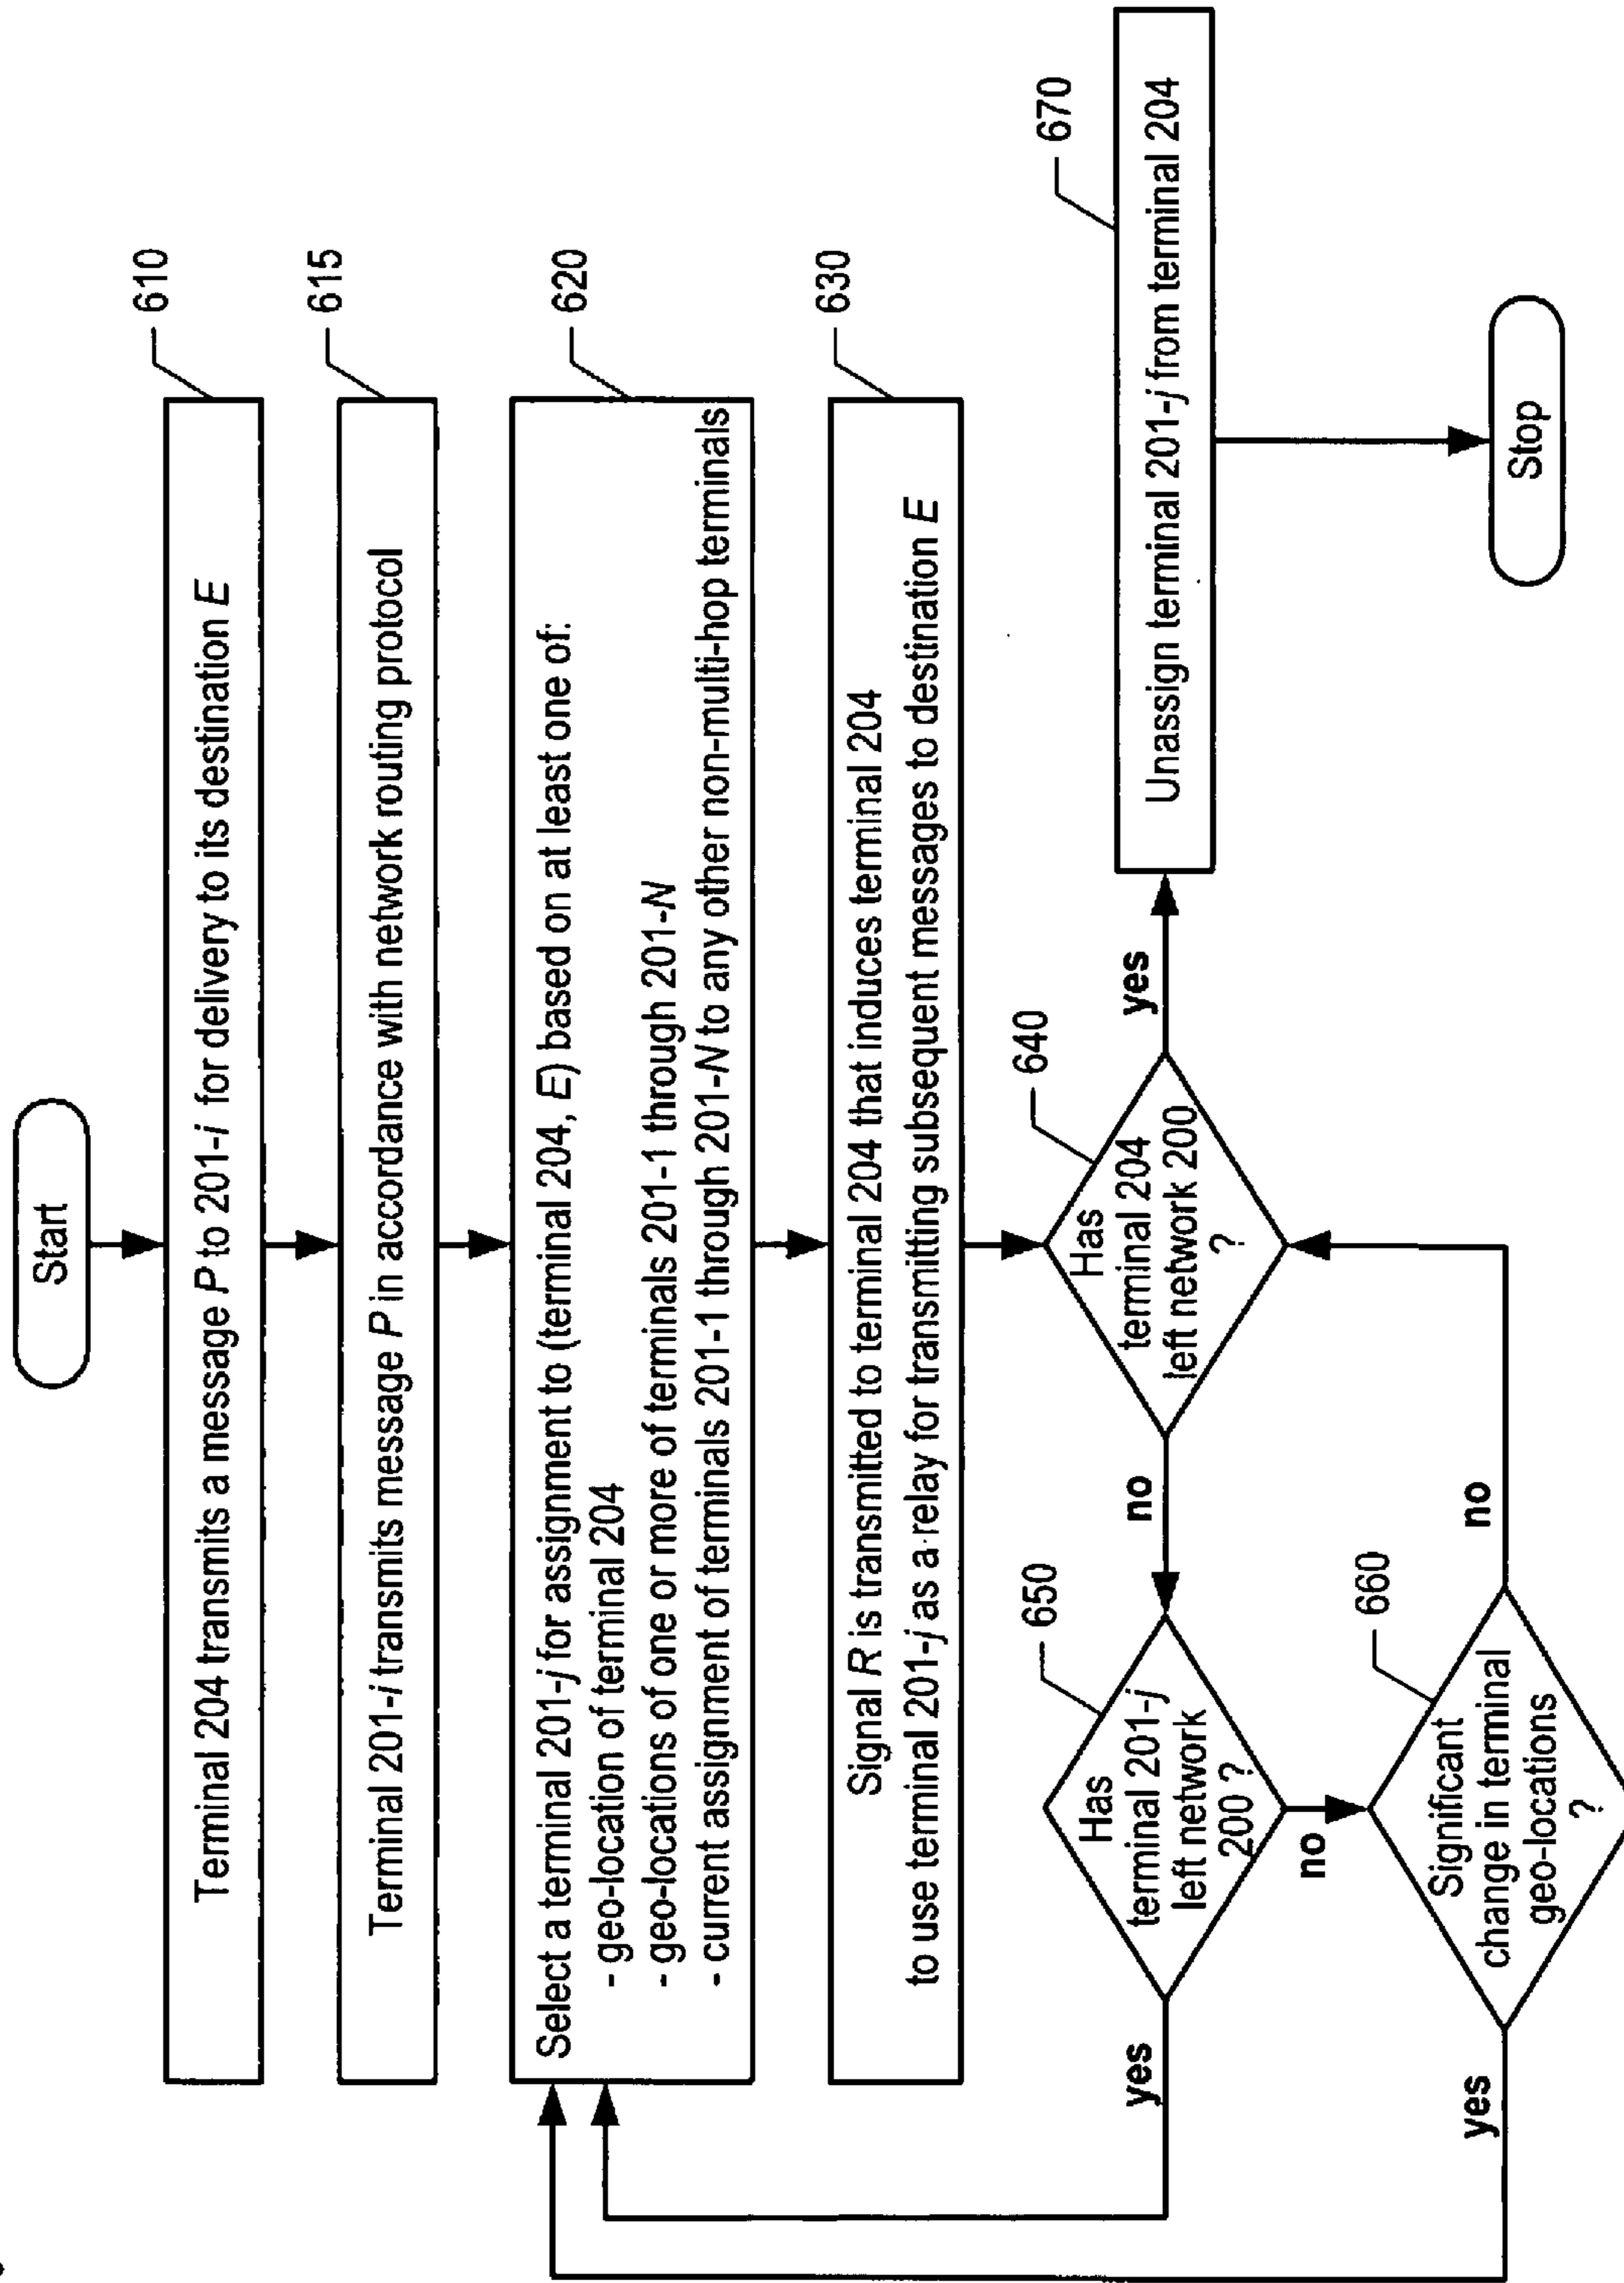 Start
610
Terminal 204 transmits a message P to 201-i for delivery to its destination E
615
Terminal 201-i transmits message P in accordance with network routing protocol
620
Select a terminal 201-j for assignment to (terminal 204, E) based on at least one of:
- geo-location of terminal 204
- geo-locations of one or more of terminals 201-1 through 201-N
- current assignment of terminals 201-1 through 201-N to any other non-multi-hop terminals
630
Signal R is transmitted to terminal 204 that induces terminal 204
to use terminal 201-j as a relay for transmitting subsequent messages to destination E
640
Has
terminal 204
left network 200
?
yes
no
670
Unassign terminal 201-j from terminal 204
Stop
650
Has
terminal 201-j
left network
200 ?
yes
no
660
Significant
change in terminal
geo-locations
?
yes
no